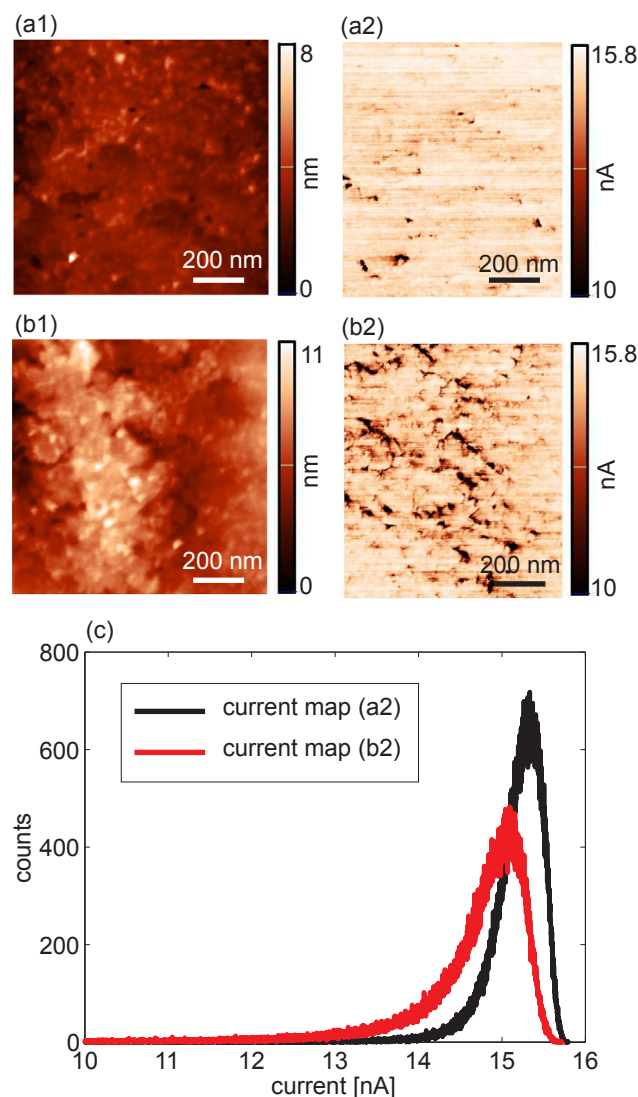 (a1)
8
nm
0
200 nm
(a2)
15.8
nA
10
200 nm
(b1)
11
nm
0
200 nm
(b2)
15.8
nA
10
200 nm
(c)
800
600
400
200
0
counts
current map (a2)
current map (b2)
10 11 12 13 14 15 16
current [nA]